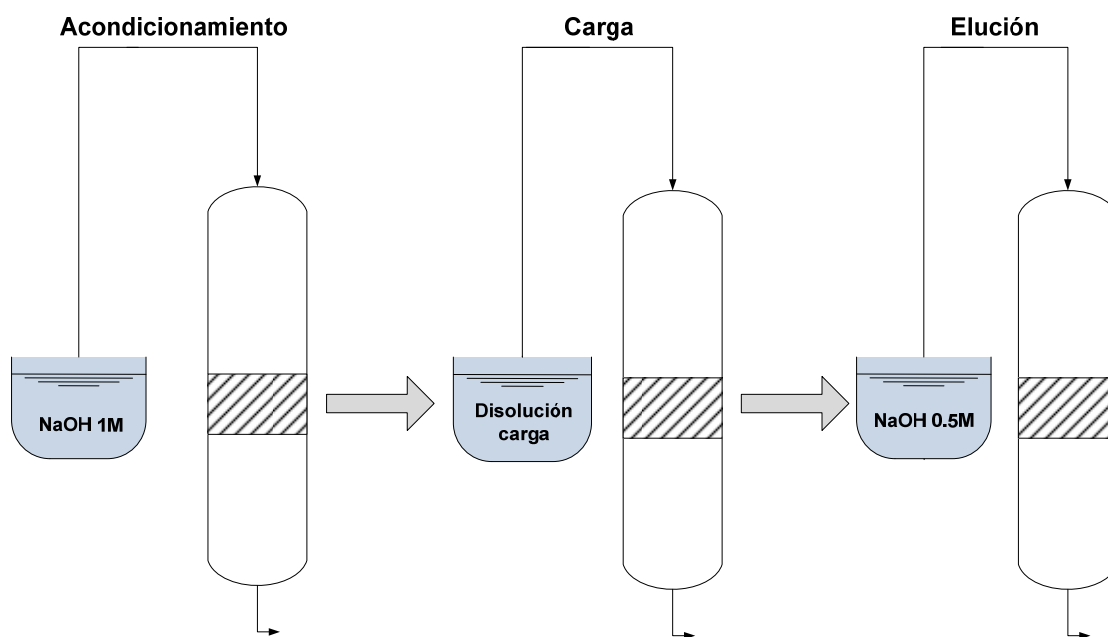 Acondicionamiento
Carga
Elución
NaOH 1M
Disolución
carga
NaOH 0.5M